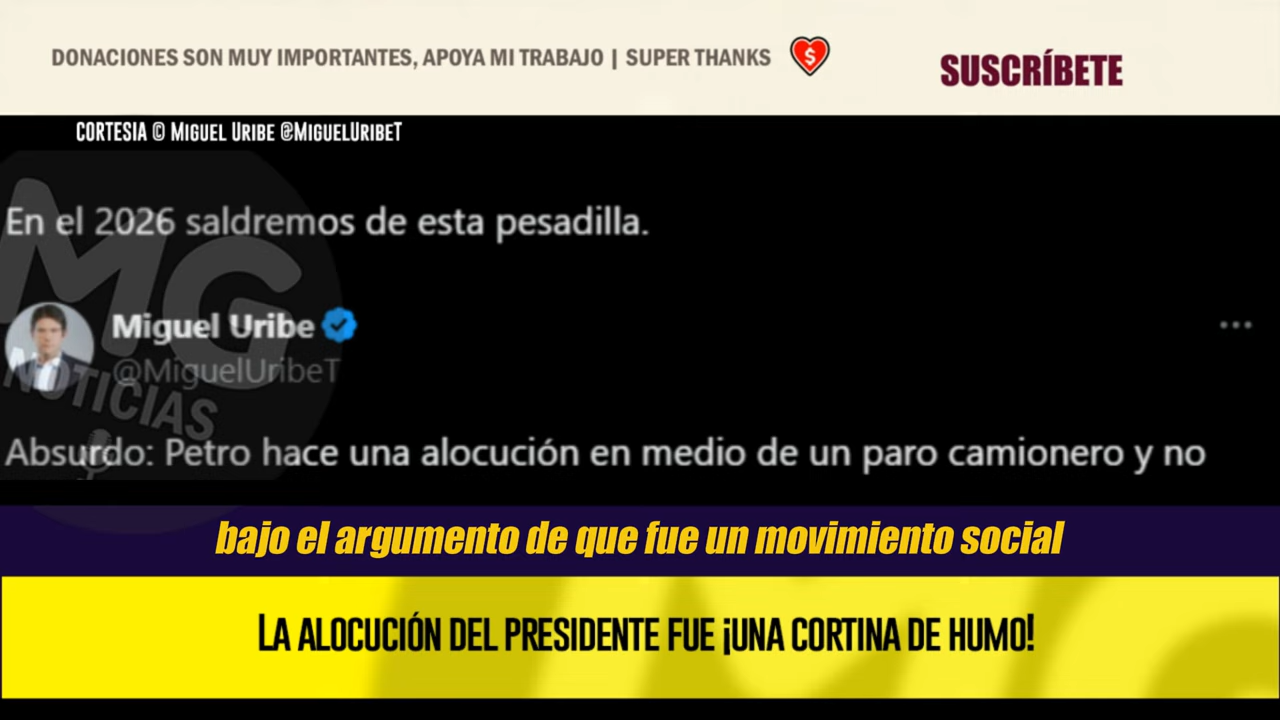 DONACIONES SON MUY IMPORTANTES, APOYA MI TRABAJO | SUPER THANKS $
SUSCRÍBETE
CORTESIA © MIGUEL URIBE @MIGUELURIBET
En el 2026 saldremos de esta pesadilla.
Miguel Uribe
@MiguelUribeT
MG
NOTICIAS
Absurdo: Petro hace una alocución en medio de un paro camionero y no
bajo el argumento de que fue un movimiento social
LA ALOCUCIÓN DEL PRESIDENTE FUE ¡UNA CORTINA DE HUMO!